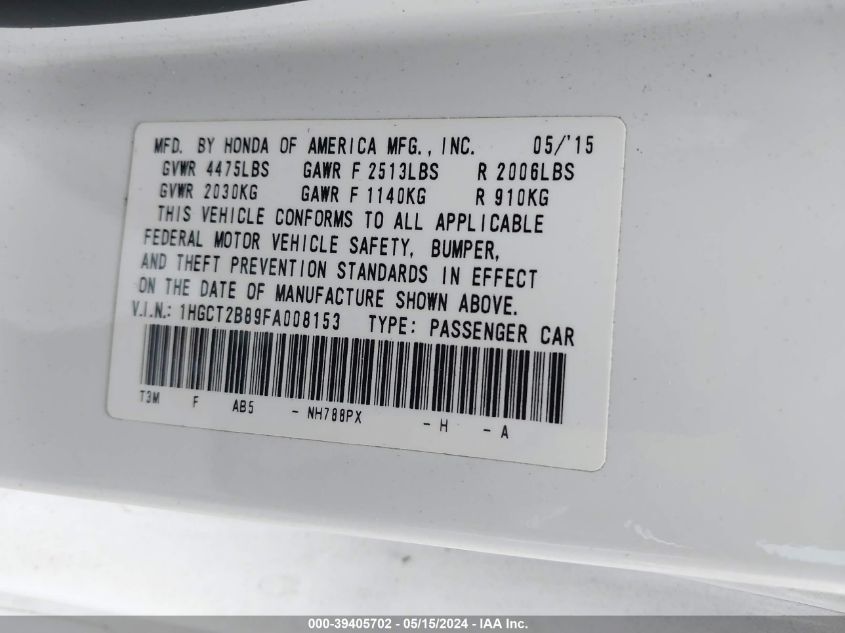 MFD. BY HONDA OF AMERICA MFG., INC. 05/'15
GVWR 4475LBS GAWR F 2513LBS R 2006LBS
GVWR 2030KG GAWR F 1140KG R 910KG
THIS VEHICLE CONFORMS TO ALL APPLICABLE
FEDERAL MOTOR VEHICLE SAFETY, BUMPER,
AND THEFT PREVENTION STANDARDS IN EFFECT
ON THE DATE OF MANUFACTURE SHOWN ABOVE.
V.I.N.: 1HGCT2B89FA008153 TYPE: PASSENGER CAR
T3M F AB5 - NH788PX - H - A
000-39405702 - 05/15/2024 - IAA Inc.